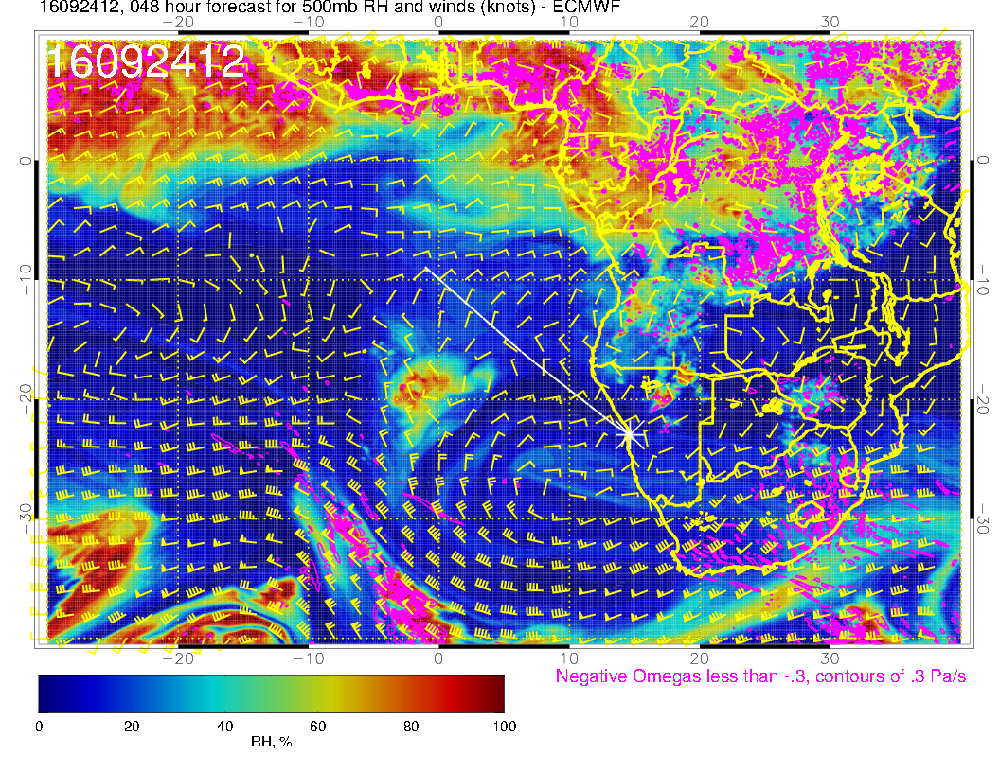 16092412, 048 hour forecast for 500mb RH and winds (knots) - ECMWF
−20 −10 0 10 20 30
16092412
0 0
−10 −10
−20 −20
−30 −30
−20 −10 0 10 20 30
Negative Omegas less than -.3, contours of .3 Pa/s
0 20 40 60 80 100
RH, %